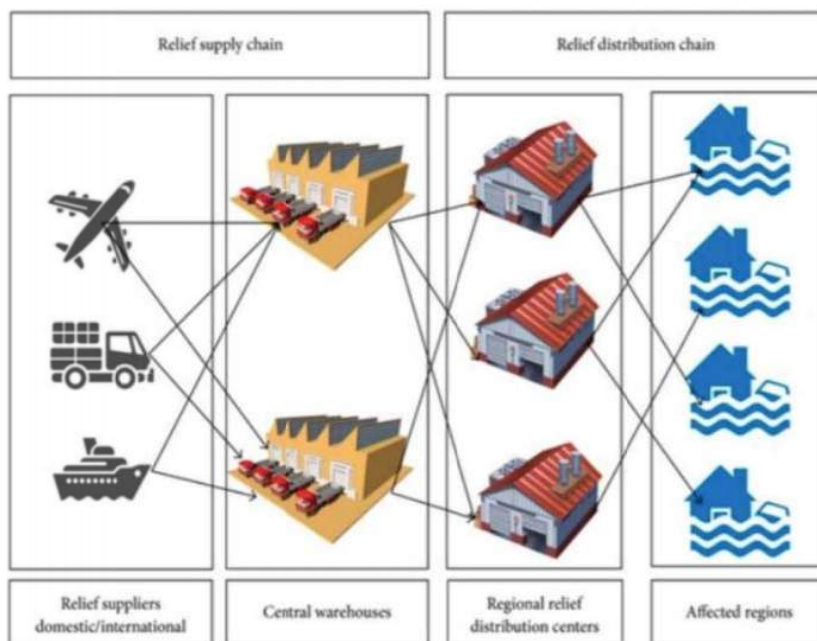 Relief supply chain
Relief distribution chain
Relief suppliers
domestic/international
Central warehouses
Regional relief
distribution centers
Affected regions